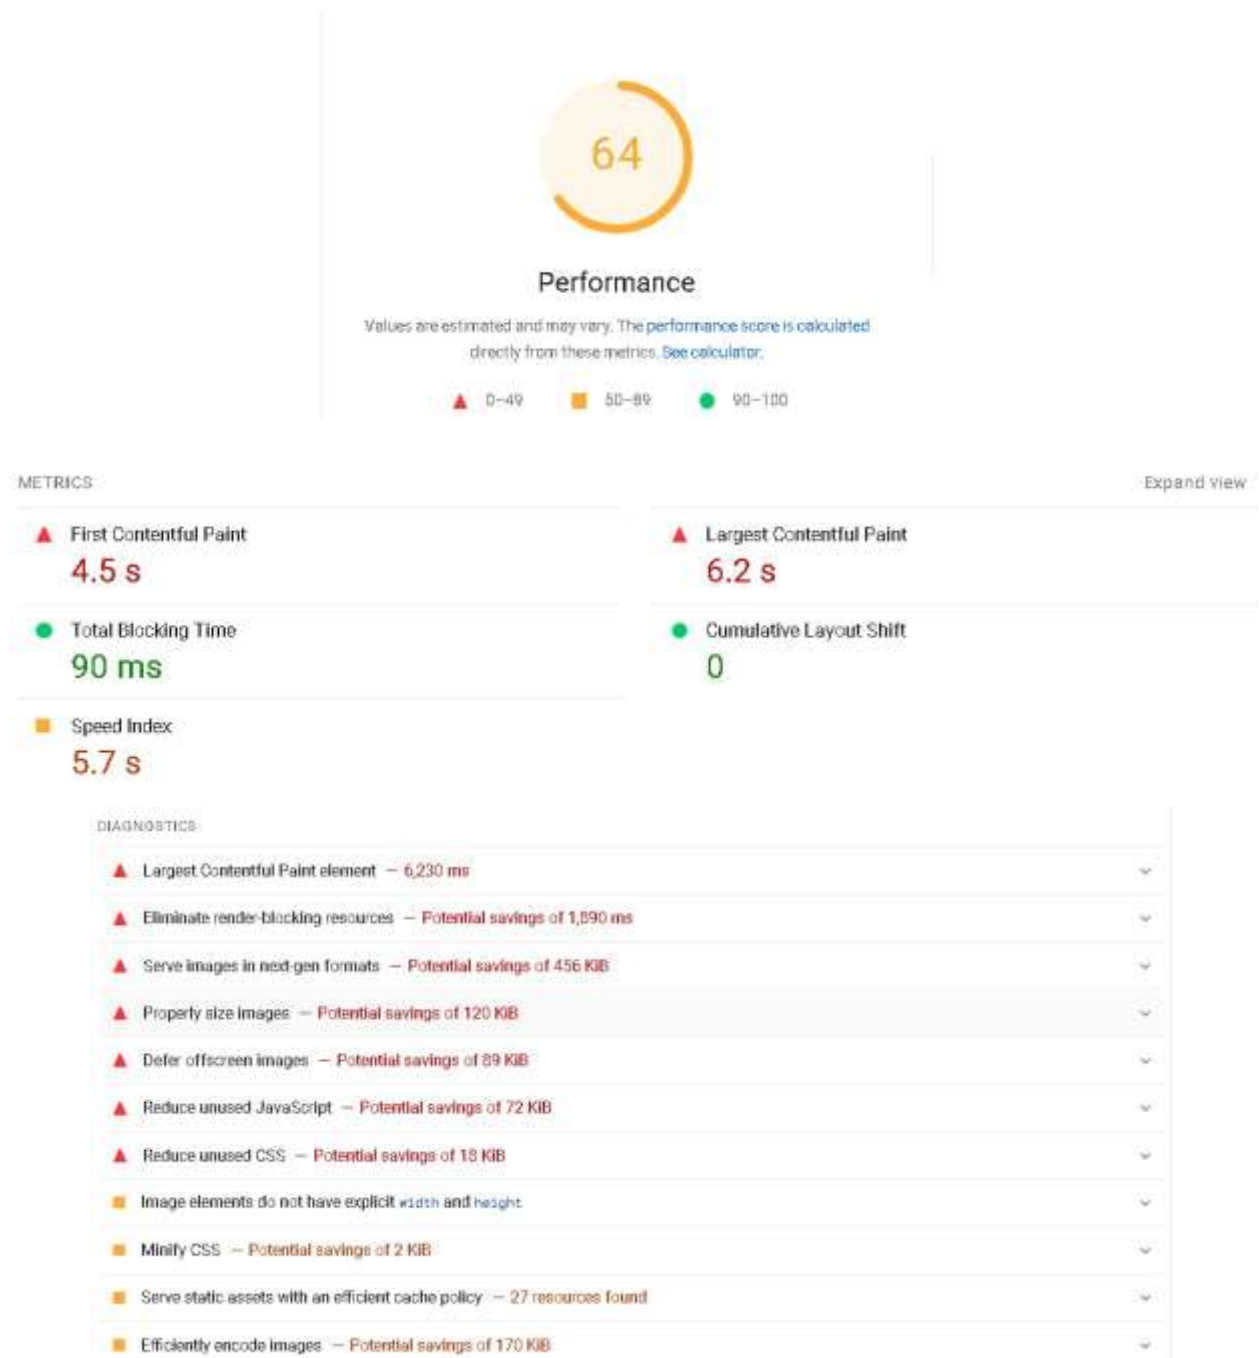 64
Performance
Values are estimated and may vary. The performance score is calculated
directly from these metrics. See calculator.
0–49 50–89 90–100
METRICS Expand view
First Contentful Paint Largest Contentful Paint
4.5 s 6.2 s
Total Blocking Time Cumulative Layout Shift
90 ms 0
Speed Index
5.7 s
DIAGNOSTICS
Largest Contentful Paint element — 6,230 ms
Eliminate render-blocking resources — Potential savings of 1,890 ms
Serve images in next-gen formats — Potential savings of 456 KiB
Properly size images — Potential savings of 120 KiB
Defer offscreen images — Potential savings of 89 KiB
Reduce unused JavaScript — Potential savings of 72 KiB
Reduce unused CSS — Potential savings of 18 KiB
Image elements do not have explicit width and height
Minify CSS — Potential savings of 2 KiB
Serve static assets with an efficient cache policy — 27 resources found
Efficiently encode images — Potential savings of 170 KiB